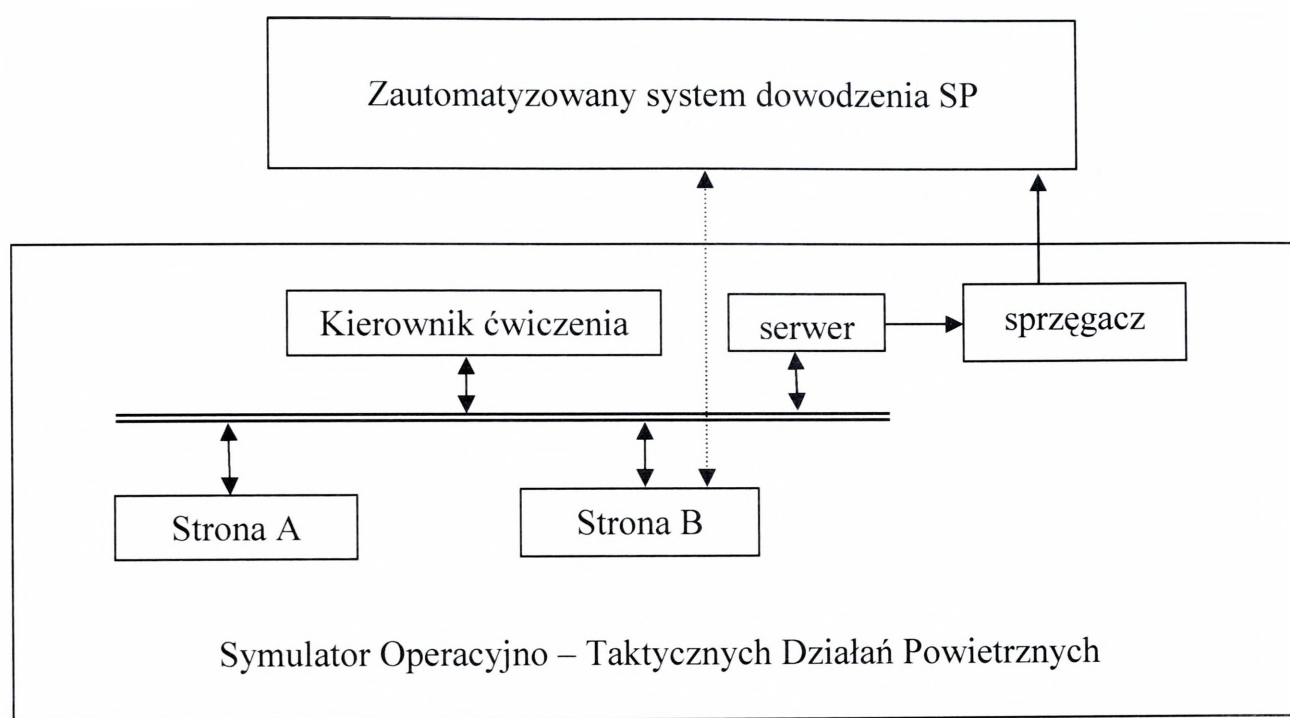 Zautomatyzowany system dowodzenia SP
Kierownik ćwiczenia
serwer
sprzęgacz
Strona A
Strona B
Symulator Operacyjno – Taktycznych Działań Powietrznych